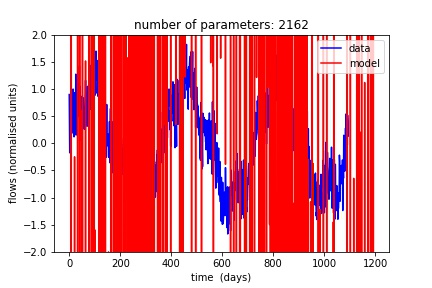 number of parameters: 2162
data
model
flows (normalised units)
2.0
1.5
1.0
0.5
0.0
−0.5
−1.0
−1.5
−2.0
0 200 400 600 800 1000 1200
time (days)